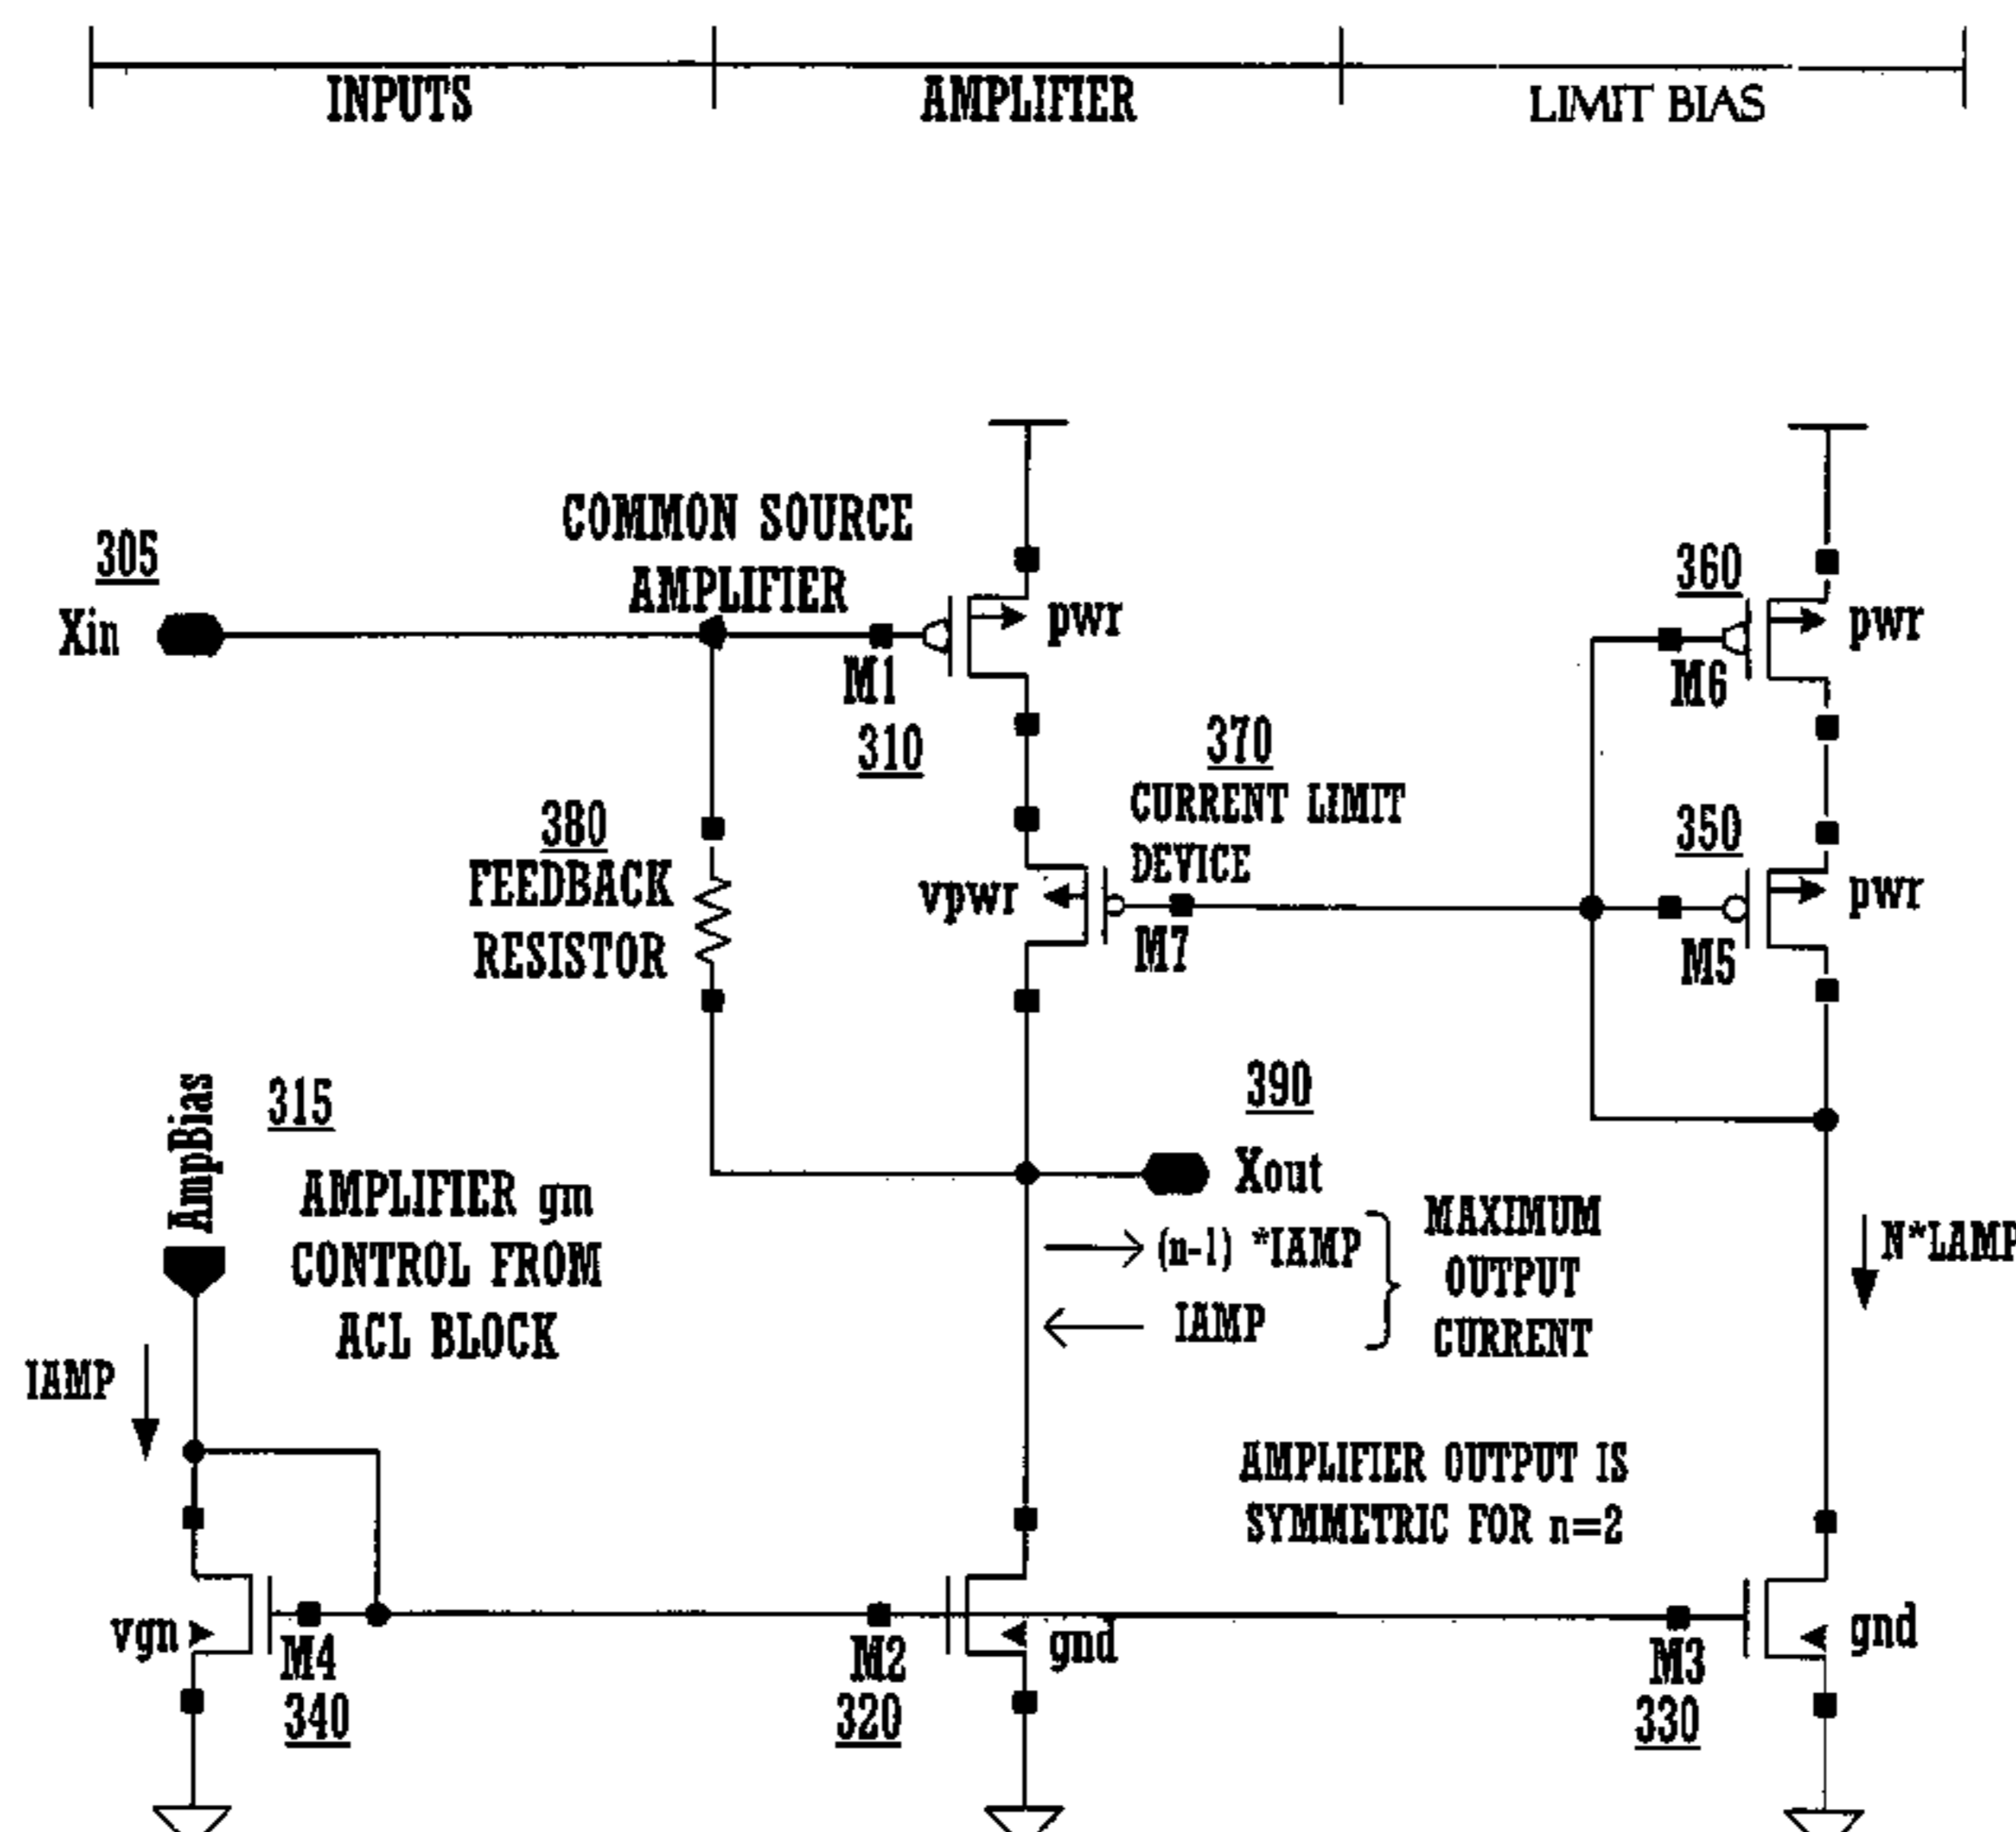 INPUTS
AMPLIFIER
LIMIT BIAS
305
Xin
COMMON SOURCE
AMPLIFIER
M1
310
pwr
360
pwr
M6
370
CURRENT LIMIT
DEVICE
vpwr
M7
350
pwr
M5
380
FEEDBACK
RESISTOR
390
Xout
(n-1) *IAMP
IAMP
MAXIMUM
OUTPUT
CURRENT
N*LAMP
AmpBias
315
AMPLIFIER gm
CONTROL FROM
ACL BLOCK
IAMP
AMPLIFIER OUTPUT IS
SYMMETRIC FOR n=2
vgn
M4
340
M2
320
gnd
M3
330
gnd